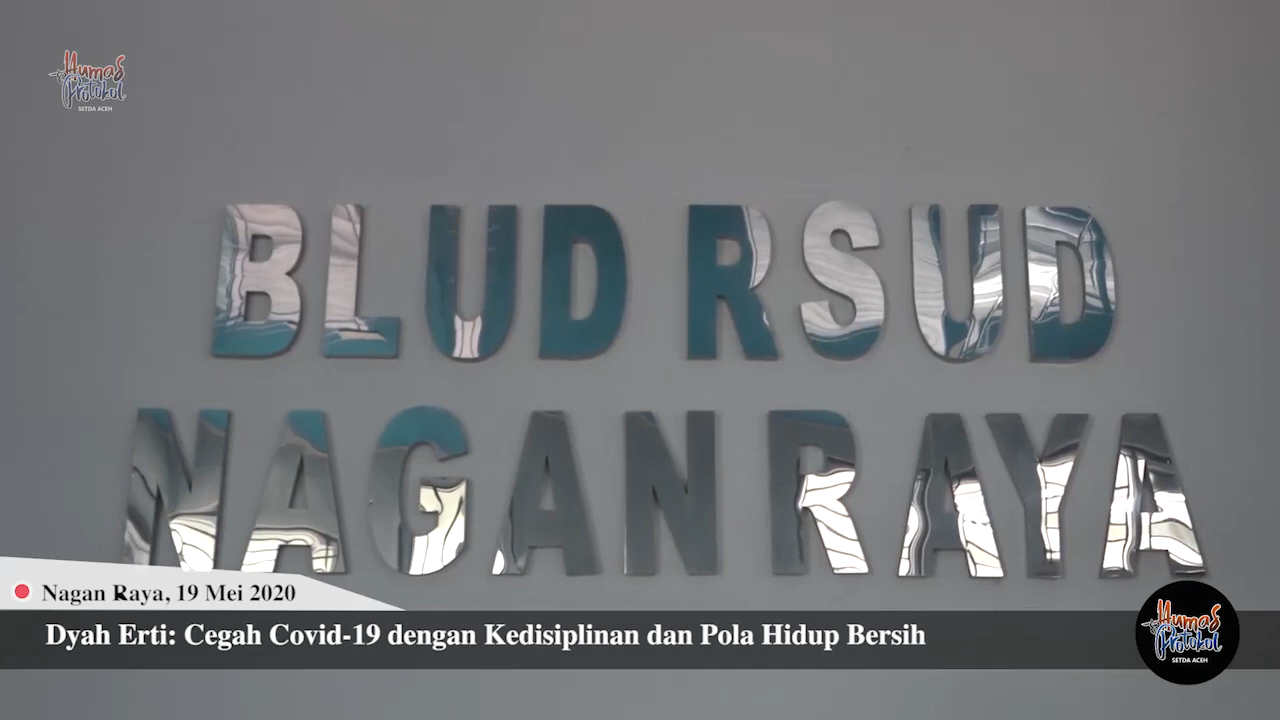 Humas
Protokol
SETDA ACEH
BLUD RSUD
NAGAN RAYA
Nagan Raya, 19 Mei 2020
Dyah Erti: Cegah Covid-19 dengan Kedisiplinan dan Pola Hidup Bersih
Humas
Protokol
SETDA ACEH